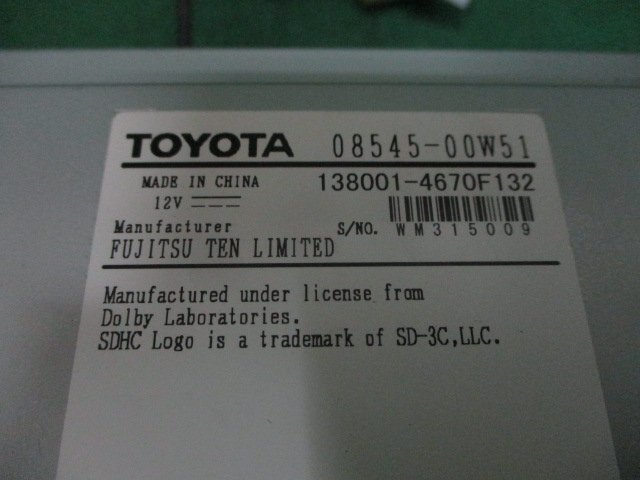 TOYOTA 08545-00W51
MADE IN CHINA 138001-4670F132
12V
Manufacturer S/NO. WM315009
FUJITSU TEN LIMITED
Manufactured under license from
Dolby Laboratories.
SDHC Logo is a trademark of SD-3C,LLC.